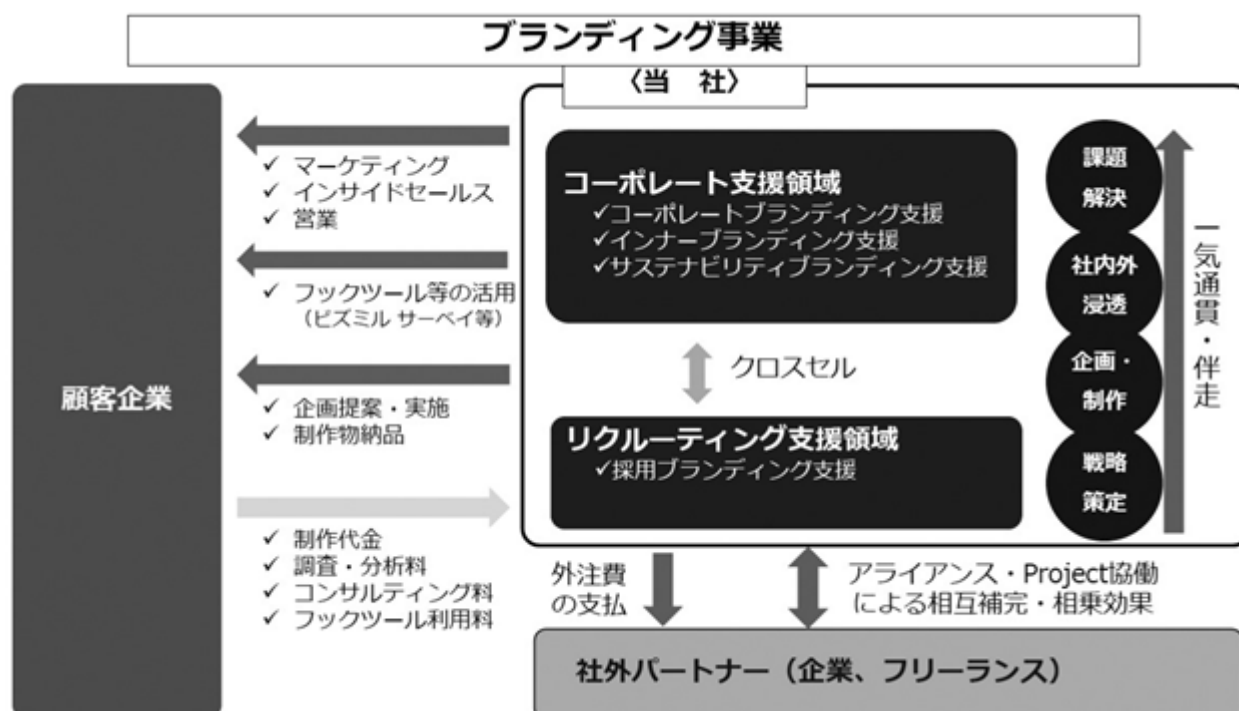 ブランディング事業
〈当　社〉
顧客企業
✓ マーケティング
✓ インサイドセールス
✓ 営業
✓ フックツール等の活用
（ビズミル サーベイ等）
✓ 企画提案・実施
✓ 制作物納品
✓ 制作代金
✓ 調査・分析料
✓ コンサルティング料
✓ フックツール利用料
コーポレート支援領域
✓コーポレートブランディング支援
✓インナーブランディング支援
✓サステナビリティブランディング支援
クロスセル
リクルーティング支援領域
✓採用ブランディング支援
課題
解決
社内外
浸透
企画・
制作
戦略
策定
一気通貫・伴走
外注費
の支払
アライアンス・Project協働
による相互補完・相乗効果
社外パートナー（企業、フリーランス）